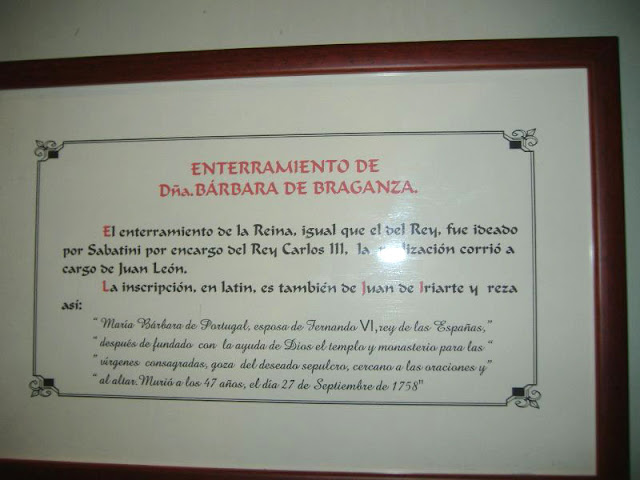 ENTERRAMIENTO DE
Dña.BÁRBARA DE BRAGANZA.
El enterramiento de la Reina, igual que el del Rey, fue ideado
por Sabatini por encargo del Rey Carlos III, la realización corrió a
cargo de Juan León.
La inscripción, en latin, es también de Juan de Iriarte y reza
así:
“ María Bárbara de Portugal, esposa de Fernando VI,rey de las Españas,”
“ después de fundado con la ayuda de Dios el templo y monasterio para las “
“ vírgenes consagradas, goza del deseado sepulcro, cercano a las oraciones y”
“ al altar.Murió a los 47 años, el día 27 de Septiembre de 1758"